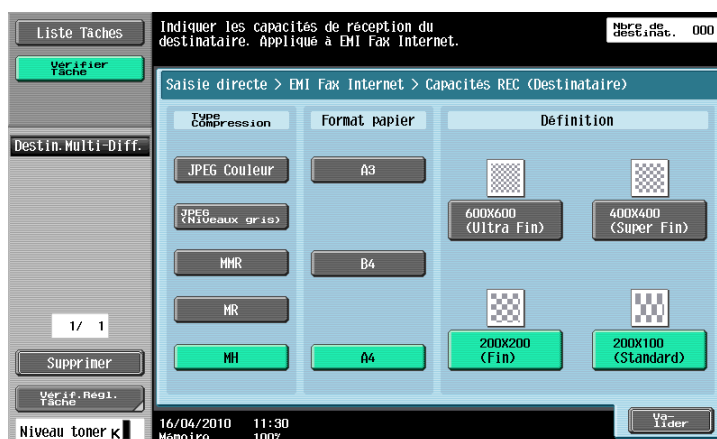 Liste Tâches
Indiquer les capacités de réception du
destinataire. Appliqué à EMI Fax Internet.
Nbre de
destinat. 000
Vérifier
Tâche
Saisie directe > EMI Fax Internet > Capacités REC (Destinataire)
Type
Compression
Format papier
Définition
Destin.Multi-Diff.
JPEG Couleur
A3
JPEG
(Niveaux gris)
600X600
(Ultra Fin)
400X400
(Super Fin)
MMR
B4
MR
1/ 1
MH
A4
200X200
(Fin)
200X100
(Standard)
Supprimer
Vérif.Régl.
Tâche
Niveau toner K
16/04/2010 11:30
Mémoire 100%
Va-
lider